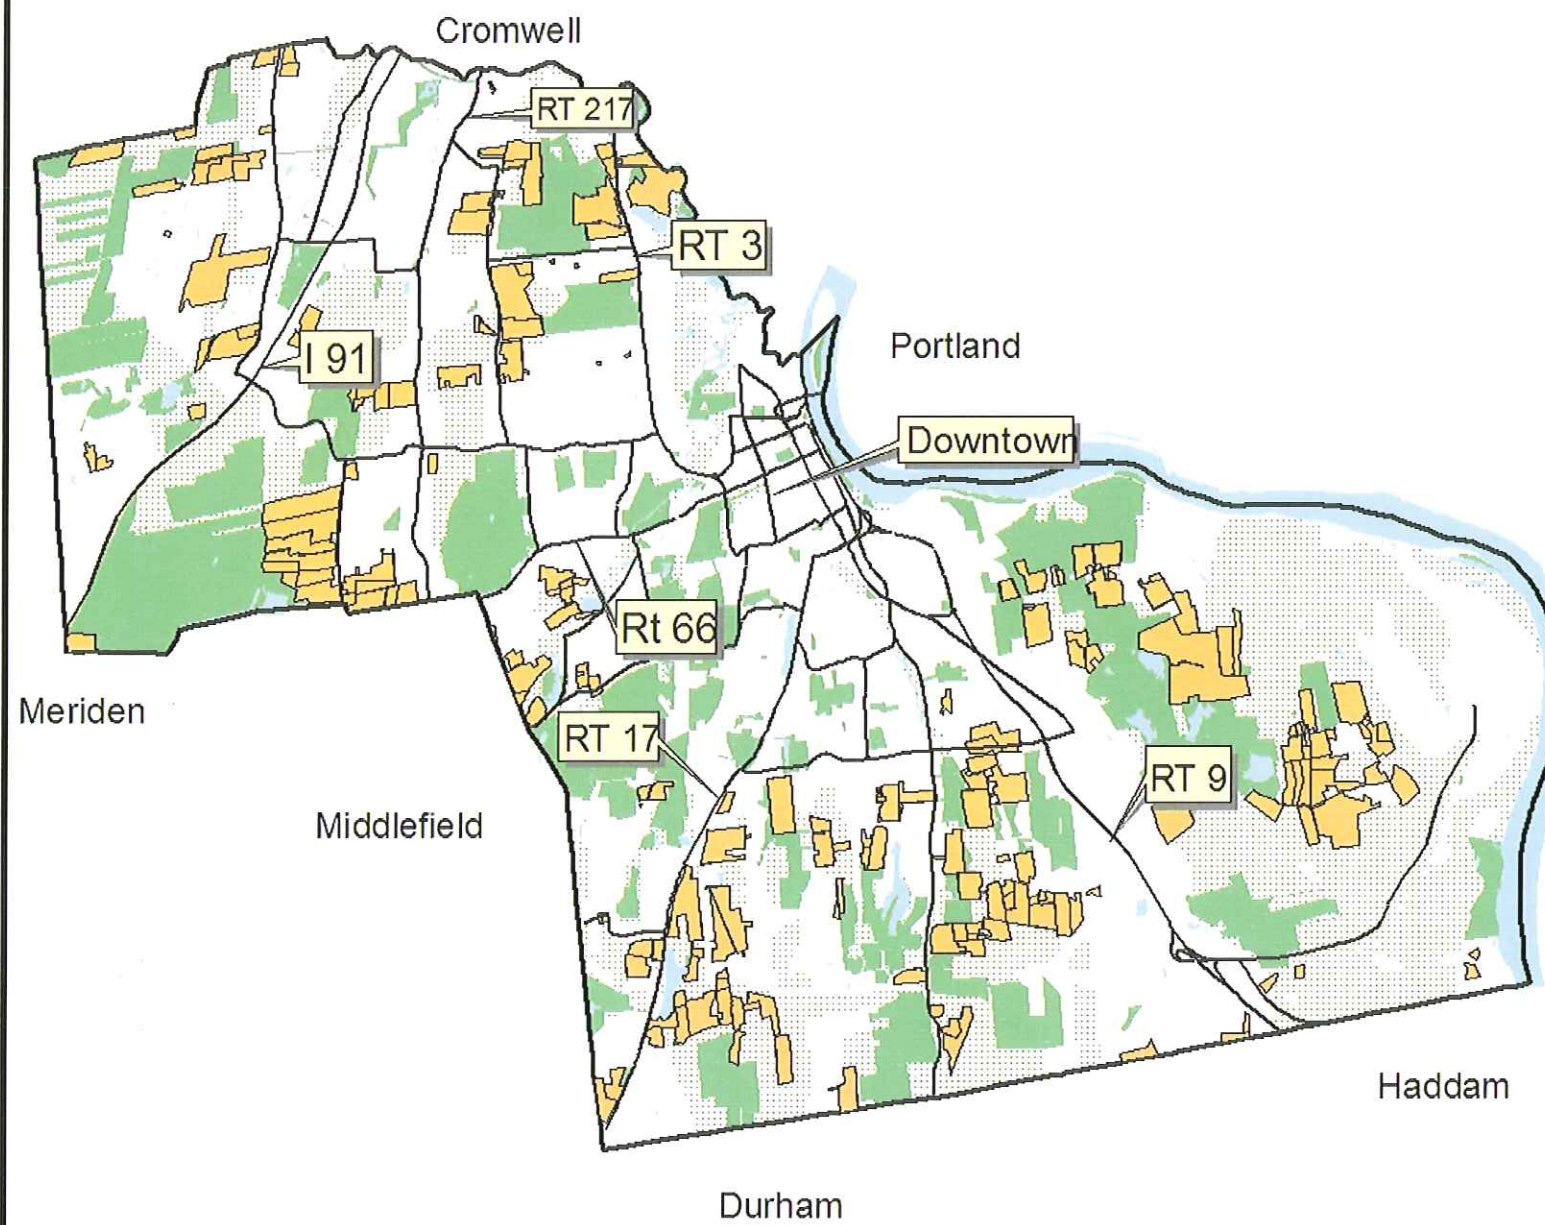 Cromwell
RT 217
RT 3
Portland
I 91
Downtown
Rt 66
Meriden
RT 17
RT 9
Middlefield
Haddam
Durham